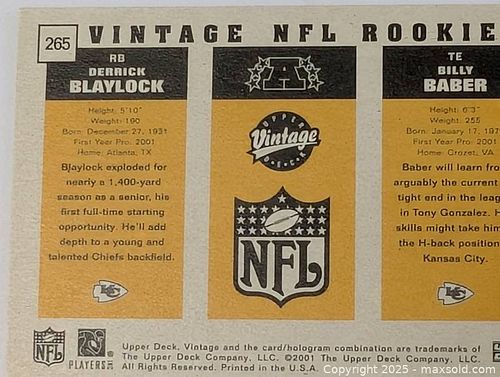 265 VINTAGE NFL ROOKIE
RB
DERRICK
BLAYLOCK
Height: 5'10"
Weight: 190
Born: December 27, 1981
First Year Pro: 2001
Home: Atlanta, TX
Blaylock exploded for
nearly a 1,400-yard
season as a senior, his
first full-time starting
opportunity. He'll add
depth to a young and
talented Chiefs backfield.
KC
A
UPPER
Vintage
DECK
NFL
TE
BILLY
BABER
Height: 6'3"
Weight: 255
Born: January 17, 197
First Year Pro: 2001
Home: Crozet, VA
Baber will learn fro
arguably the current
tight end in the leag
in Tony Gonzalez. H
skills might take him
the H-back position
Kansas City.
KC
NFL
PLAYERS
Upper Deck, Vintage and the card/hologram combination are trademarks of
The Upper Deck Company, LLC. ©2001 The Upper Deck Company, LLC.
All Rights Reserved. Printed in the U.S.A.
Copyright 2025 - maxsold.com